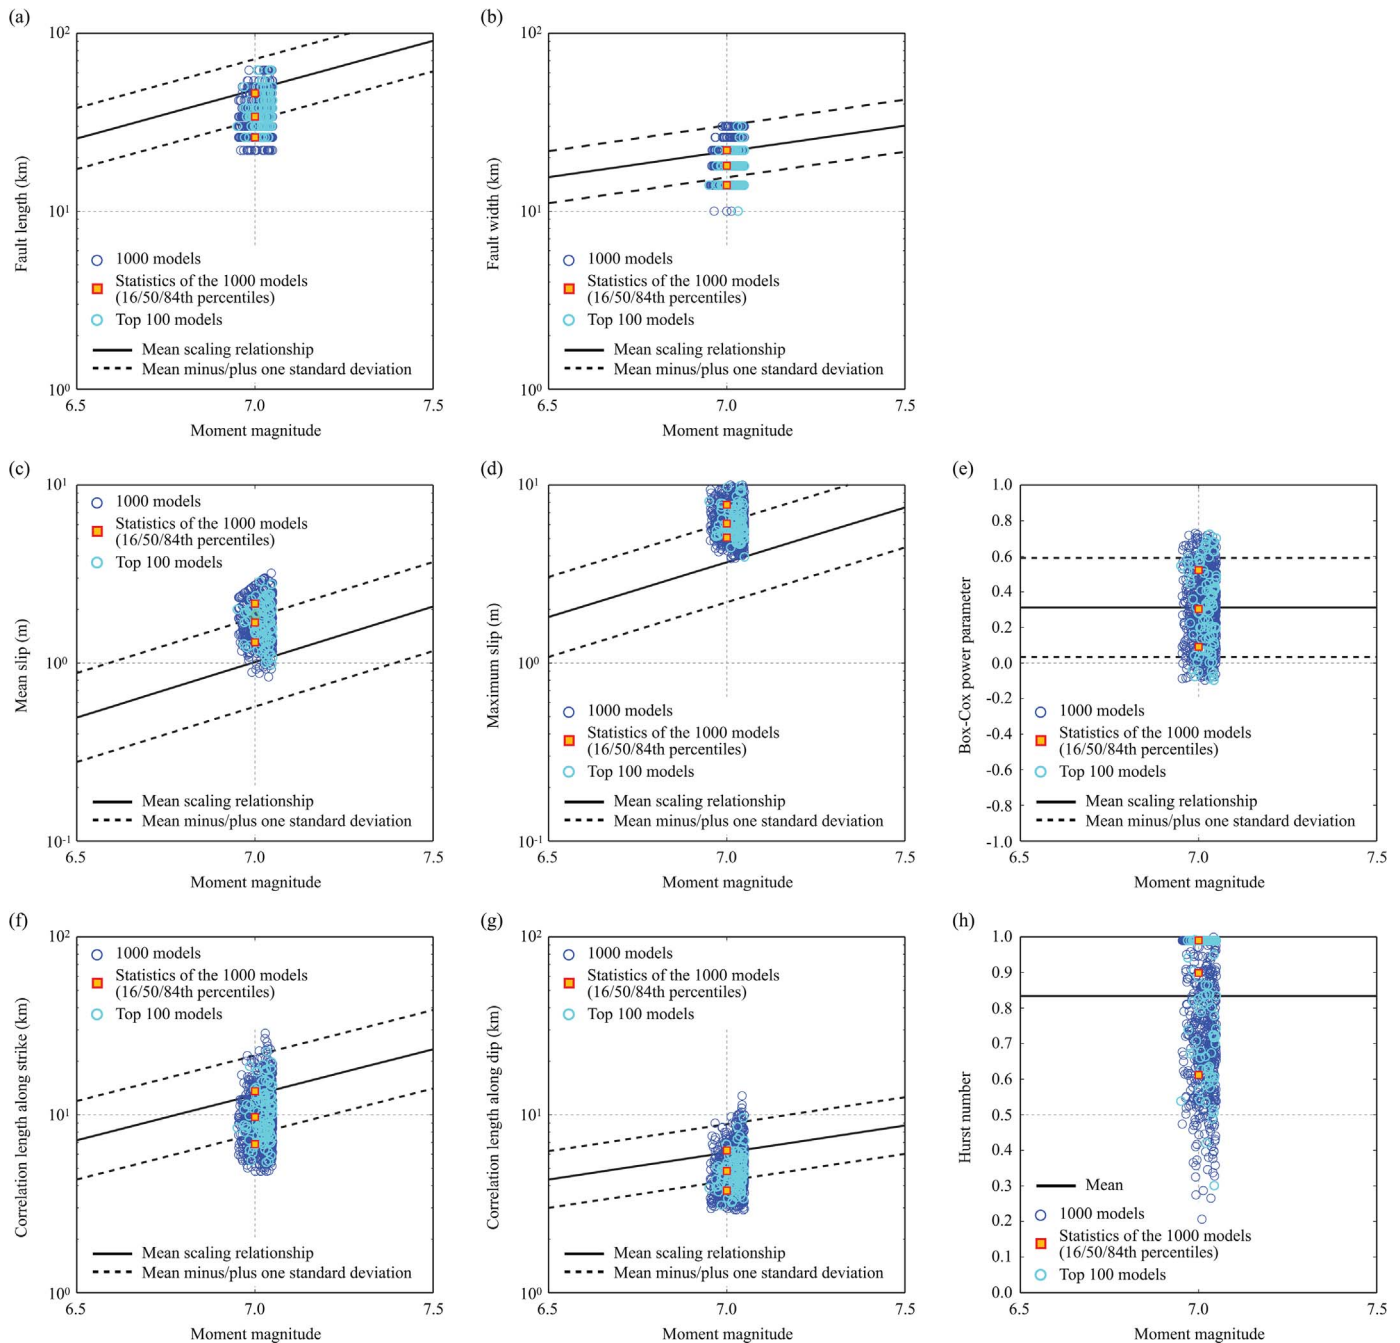 (a)
10²
10¹
10⁰
Fault length (km)
1000 models
Statistics of the 1000 models
(16/50/84th percentiles)
Top 100 models
Mean scaling relationship
Mean minus/plus one standard deviation
6.5 7.0 7.5
Moment magnitude
(b)
10²
10¹
10⁰
Fault width (km)
1000 models
Statistics of the 1000 models
(16/50/84th percentiles)
Top 100 models
Mean scaling relationship
Mean minus/plus one standard deviation
6.5 7.0 7.5
Moment magnitude
(c)
10¹
10⁰
10⁻¹
Mean slip (m)
1000 models
Statistics of the 1000 models
(16/50/84th percentiles)
Top 100 models
Mean scaling relationship
Mean minus/plus one standard deviation
6.5 7.0 7.5
Moment magnitude
(d)
10¹
10⁰
10⁻¹
Maximum slip (m)
1000 models
Statistics of the 1000 models
(16/50/84th percentiles)
Top 100 models
Mean scaling relationship
Mean minus/plus one standard deviation
6.5 7.0 7.5
Moment magnitude
(e)
1.0
0.8
0.6
0.4
0.2
0.0
-0.2
-0.4
-0.6
-0.8
-1.0
Box-Cox power parameter
1000 models
Statistics of the 1000 models
(16/50/84th percentiles)
Top 100 models
Mean scaling relationship
Mean minus/plus one standard deviation
6.5 7.0 7.5
Moment magnitude
(f)
10²
10¹
10⁰
Correlation length along strike (km)
1000 models
Statistics of the 1000 models
(16/50/84th percentiles)
Top 100 models
Mean scaling relationship
Mean minus/plus one standard deviation
6.5 7.0 7.5
Moment magnitude
(g)
10²
10¹
10⁰
Correlation length along dip (km)
1000 models
Statistics of the 1000 models
(16/50/84th percentiles)
Top 100 models
Mean scaling relationship
Mean minus/plus one standard deviation
6.5 7.0 7.5
Moment magnitude
(h)
1.0
0.9
0.8
0.7
0.6
0.5
0.4
0.3
0.2
0.1
0.0
Hurst number
Mean
1000 models
Statistics of the 1000 models
(16/50/84th percentiles)
Top 100 models
6.5 7.0 7.5
Moment magnitude